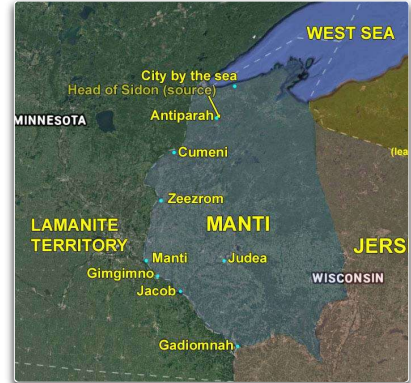 WEST SEA
City by the sea
Head of Sidon (source)
Antiparah
MINNESOTA
(lea
Cumeni
Zeezrom
LAMANITE
TERRITORY
MANTI
JERS
Manti
Judea
Gimgimno
WISCONSIN
Jacob
Gadiomnah